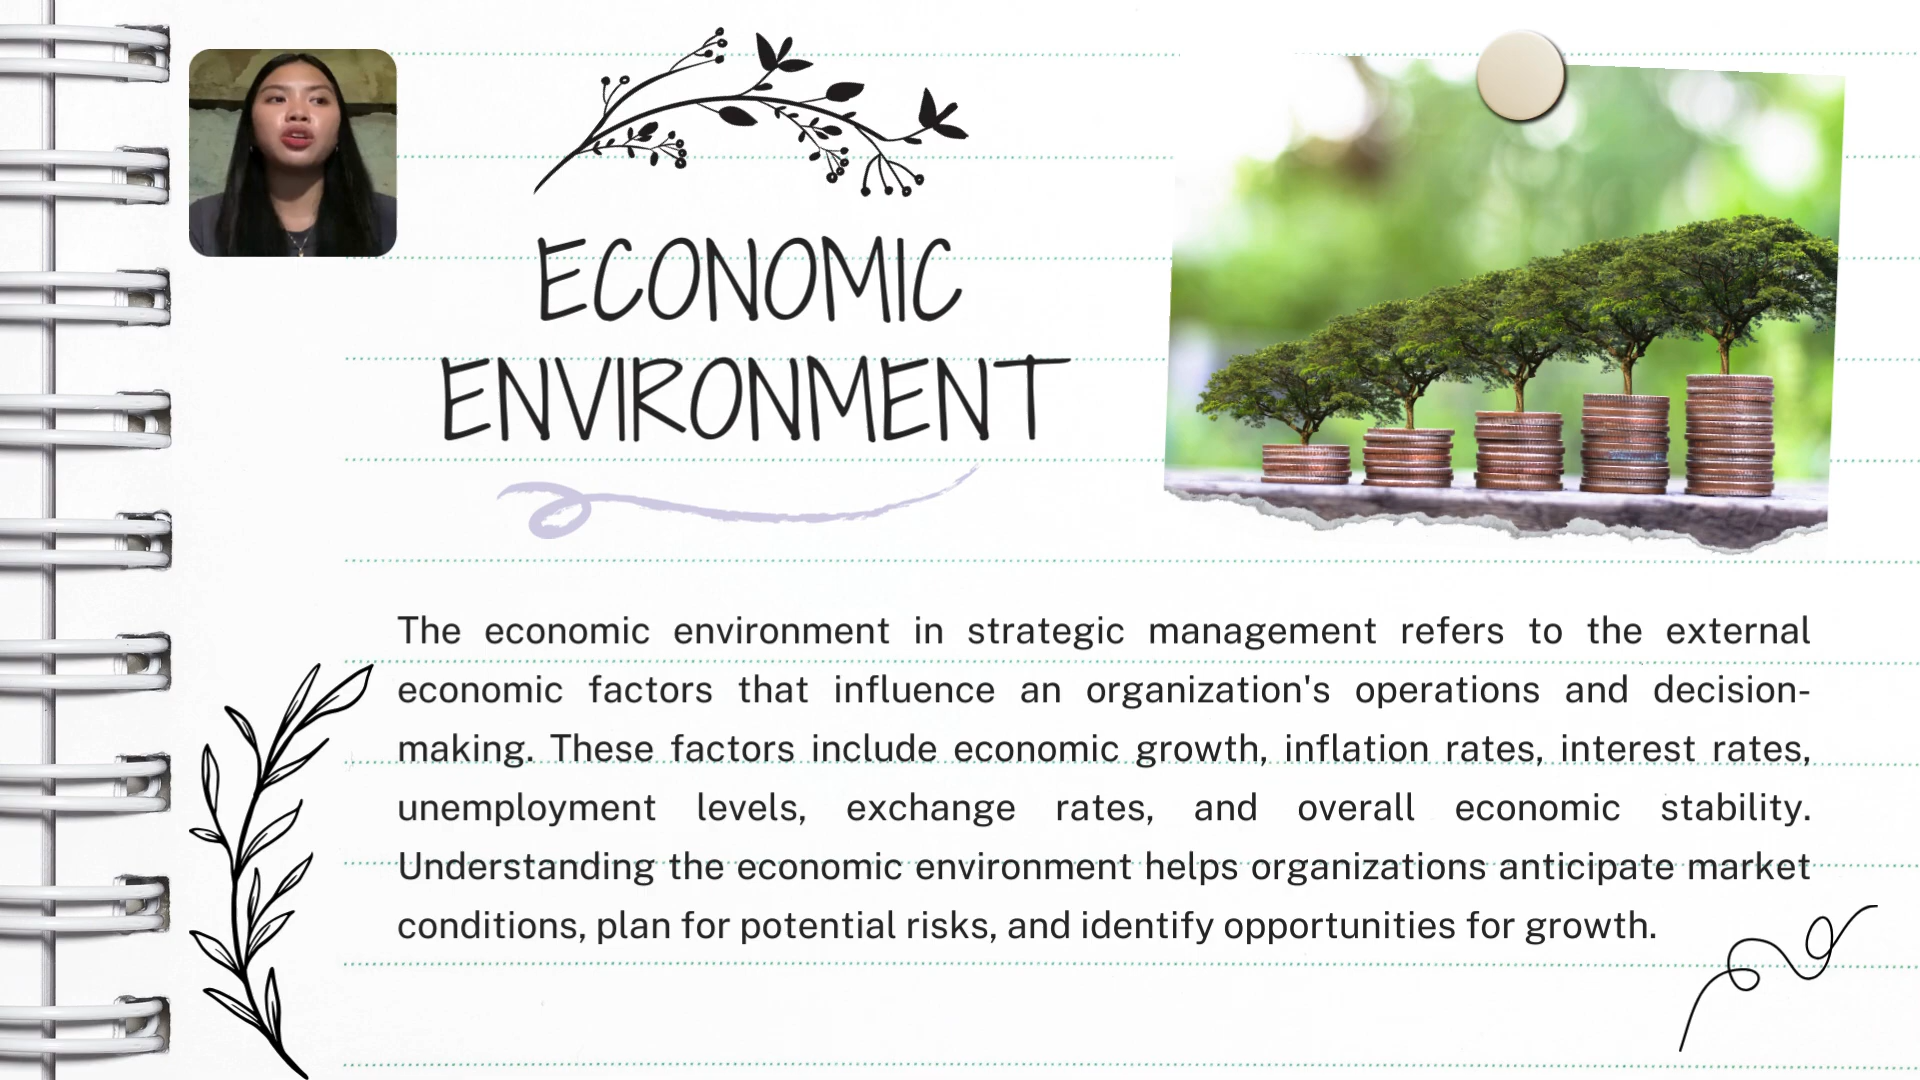 ECONOMIC
ENVIRONMENT
The economic environment in strategic management refers to the external
economic factors that influence an organization's operations and decision-
making. These factors include economic growth, inflation rates, interest rates,
unemployment levels, exchange rates, and overall economic stability.
Understanding the economic environment helps organizations anticipate market
conditions, plan for potential risks, and identify opportunities for growth.